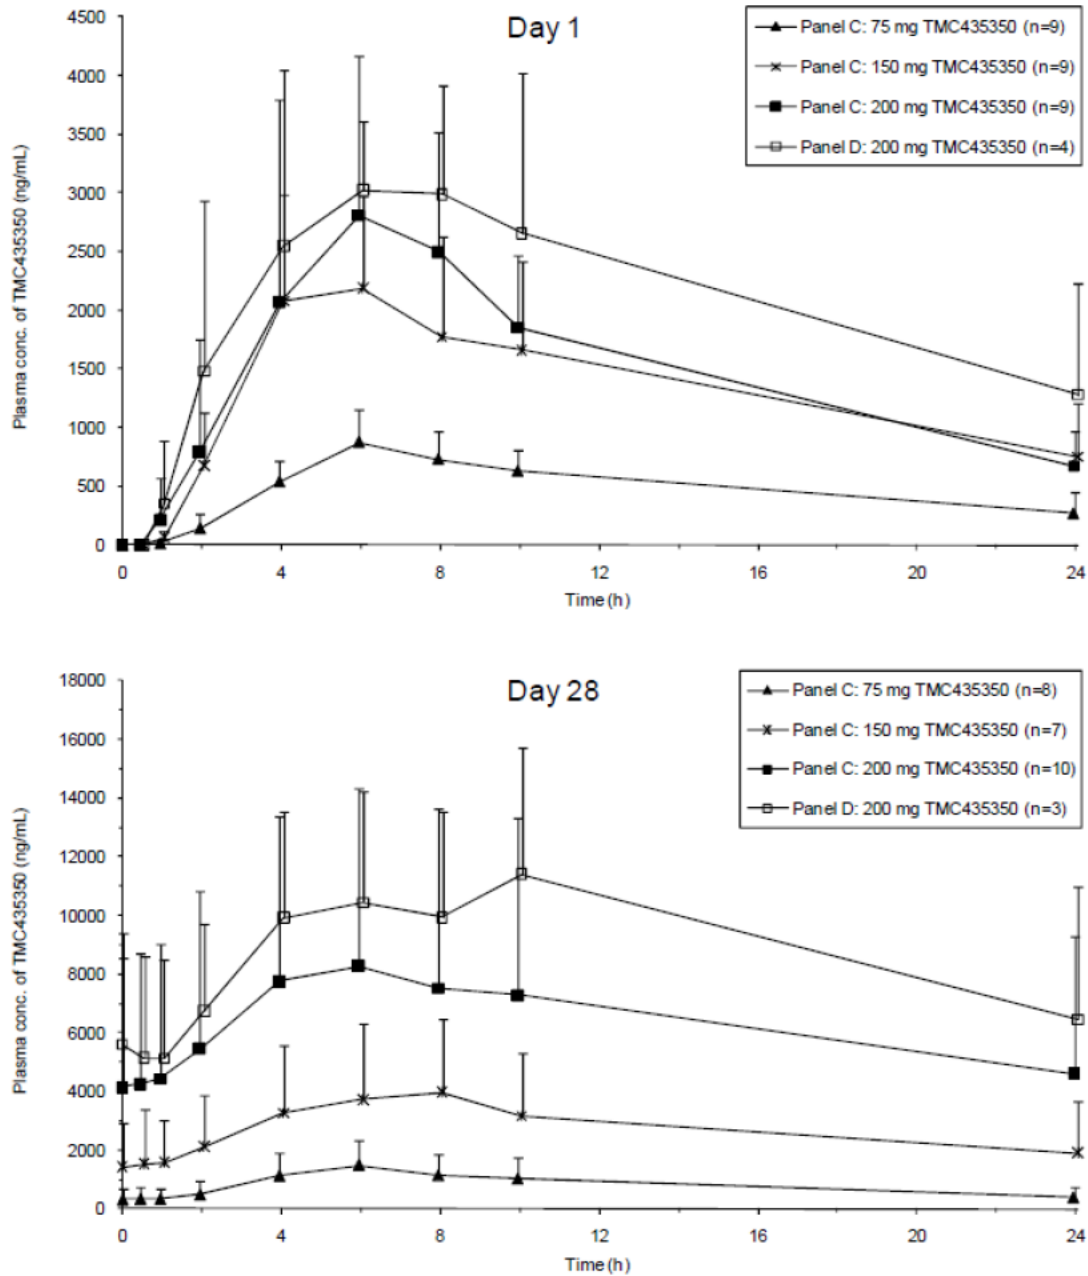 Day 1
Panel C: 75 mg TMC435350 (n=9)
Panel C: 150 mg TMC435350 (n=9)
Panel C: 200 mg TMC435350 (n=9)
Panel D: 200 mg TMC435350 (n=4)
Plasma conc. of TMC435350 (ng/mL)
4500
4000
3500
3000
2500
2000
1500
1000
500
0
0 4 8 12 16 20 24
Time (h)
Day 28
Panel C: 75 mg TMC435350 (n=8)
Panel C: 150 mg TMC435350 (n=7)
Panel C: 200 mg TMC435350 (n=10)
Panel D: 200 mg TMC435350 (n=3)
Plasma conc. of TMC435350 (ng/mL)
18000
16000
14000
12000
10000
8000
6000
4000
2000
0
0 4 8 12 16 20 24
Time (h)